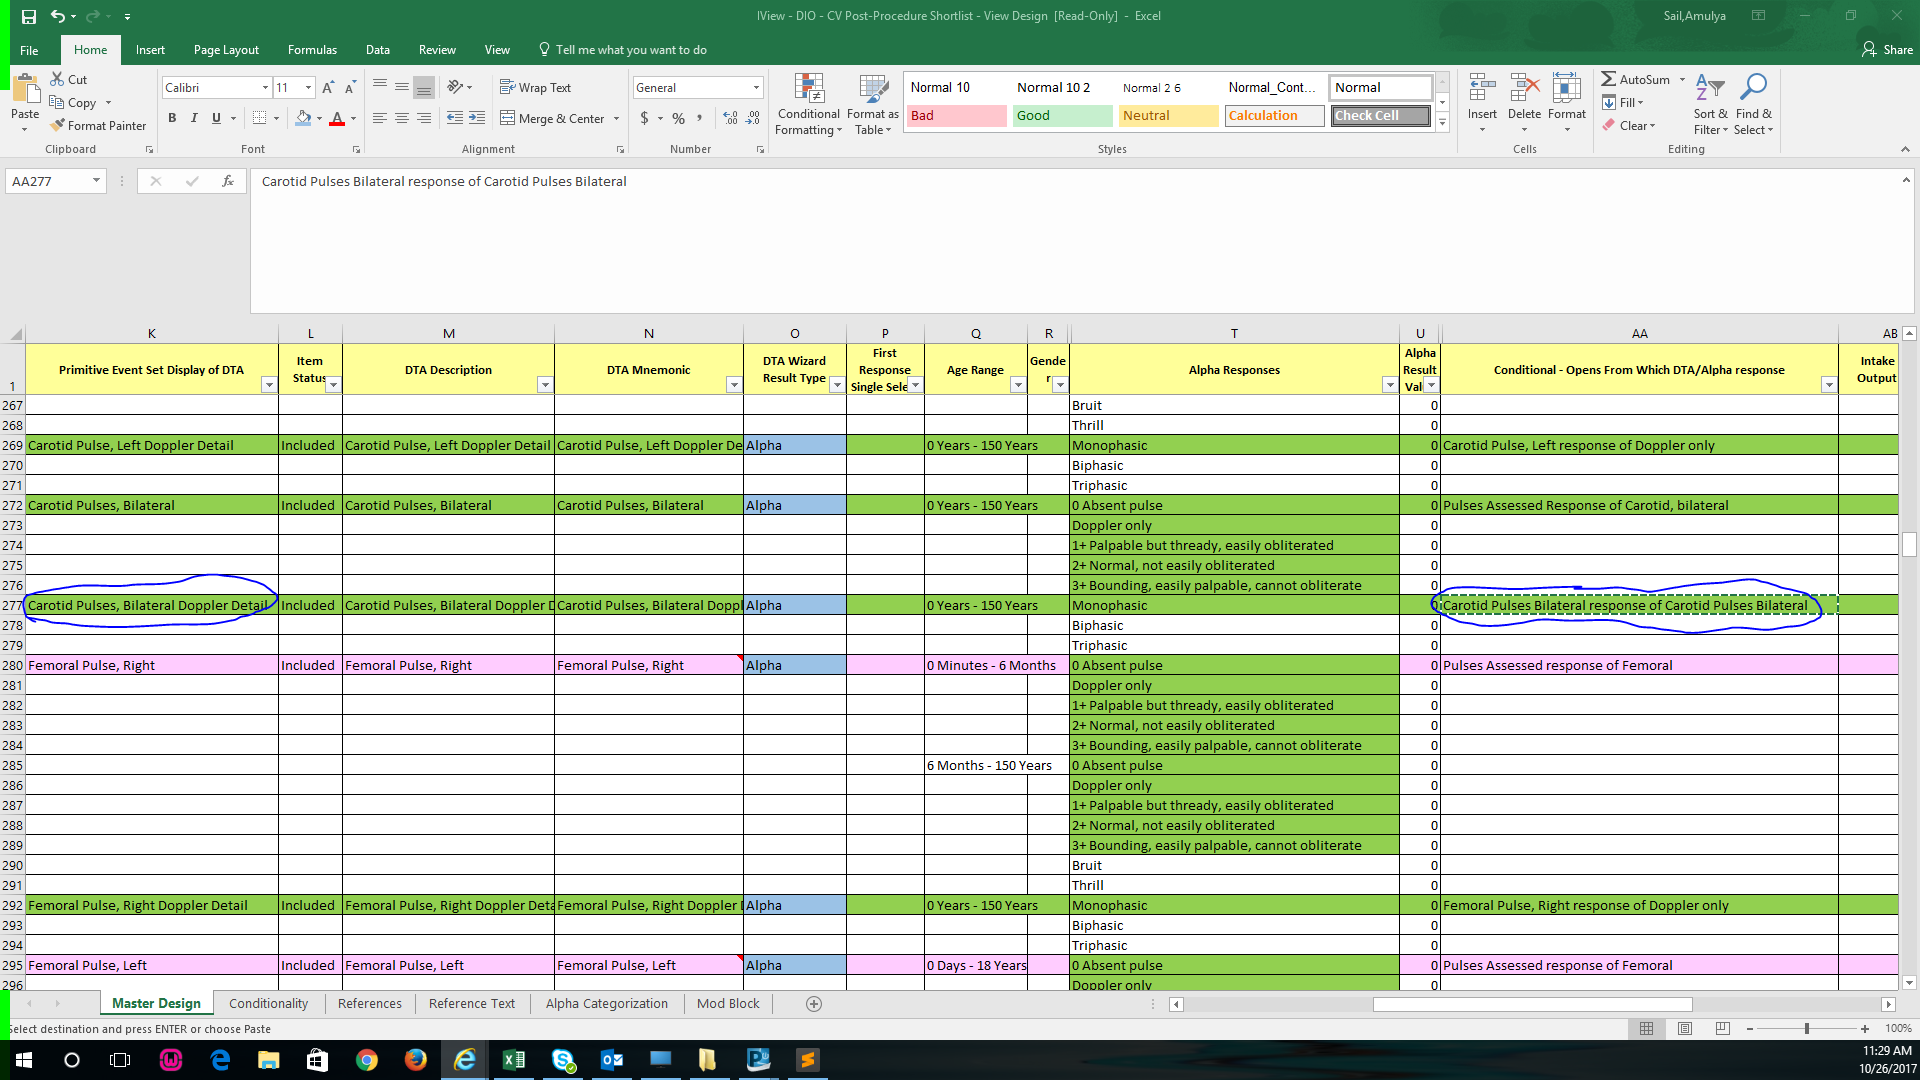 IView - DIO - CV Post-Procedure Shortlist - View Design [Read-Only] - Excel
Sail,Amulya
File Home Insert Page Layout Formulas Data Review View Tell me what you want to do Share
Cut
Copy
Format Painter
Paste
Clipboard
Calibri 11
B I U
Font
Wrap Text
Merge & Center
Alignment
General
$ % ,
Number
Conditional Formatting
Format as Table
Normal 10 Normal 10 2 Normal 2 6 Normal_Cont... Normal
Bad Good Neutral Calculation Check Cell
Styles
Insert Delete Format
Cells
AutoSum
Fill
Clear
Sort & Filter
Find & Select
Editing
AA277 fx Carotid Pulses Bilateral response of Carotid Pulses Bilateral
K L M N O P Q R T U AA AB
1 Primitive Event Set Display of DTA Item Status DTA Description DTA Mnemonic DTA Wizard Result Type First Response Single Sele Age Range Gender Alpha Responses Alpha Result Val Conditional - Opens From Which DTA/Alpha response Intake Output
267 Bruit 0
268 Thrill 0
269 Carotid Pulse, Left Doppler Detail Included Carotid Pulse, Left Doppler Detail Carotid Pulse, Left Doppler De Alpha 0 Years - 150 Years Monophasic 0 Carotid Pulse, Left response of Doppler only
270 Biphasic 0
271 Triphasic 0
272 Carotid Pulses, Bilateral Included Carotid Pulses, Bilateral Carotid Pulses, Bilateral Alpha 0 Years - 150 Years 0 Absent pulse 0 Pulses Assessed Response of Carotid, bilateral
273 Doppler only 0
274 1+ Palpable but thready, easily obliterated 0
275 2+ Normal, not easily obliterated 0
276 3+ Bounding, easily palpable, cannot obliterate 0
277 Carotid Pulses, Bilateral Doppler Detail Included Carotid Pulses, Bilateral Doppler D Carotid Pulses, Bilateral Doppl Alpha 0 Years - 150 Years Monophasic 0 Carotid Pulses Bilateral response of Carotid Pulses Bilateral
278 Biphasic 0
279 Triphasic 0
280 Femoral Pulse, Right Included Femoral Pulse, Right Femoral Pulse, Right Alpha 0 Minutes - 6 Months 0 Absent pulse 0 Pulses Assessed response of Femoral
281 Doppler only 0
282 1+ Palpable but thready, easily obliterated 0
283 2+ Normal, not easily obliterated 0
284 3+ Bounding, easily palpable, cannot obliterate 0
285 6 Months - 150 Years 0 Absent pulse 0
286 Doppler only 0
287 1+ Palpable but thready, easily obliterated 0
288 2+ Normal, not easily obliterated 0
289 3+ Bounding, easily palpable, cannot obliterate 0
290 Bruit 0
291 Thrill 0
292 Femoral Pulse, Right Doppler Detail Included Femoral Pulse, Right Doppler Deta Femoral Pulse, Right Doppler Alpha 0 Years - 150 Years Monophasic 0 Femoral Pulse, Right response of Doppler only
293 Biphasic 0
294 Triphasic 0
295 Femoral Pulse, Left Included Femoral Pulse, Left Femoral Pulse, Left Alpha 0 Days - 18 Years 0 Absent pulse 0 Pulses Assessed response of Femoral
296 Doppler only 0
Master Design Conditionality References Reference Text Alpha Categorization Mod Block
Select destination and press ENTER or choose Paste 100%
11:29 AM
10/26/2017